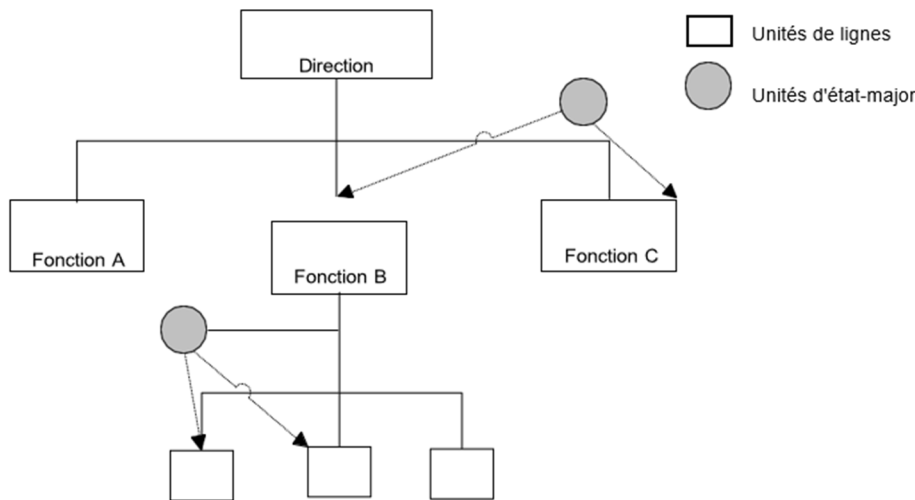 Direction
Unités de lignes
Unités d'état-major
Fonction A
Fonction B
Fonction C